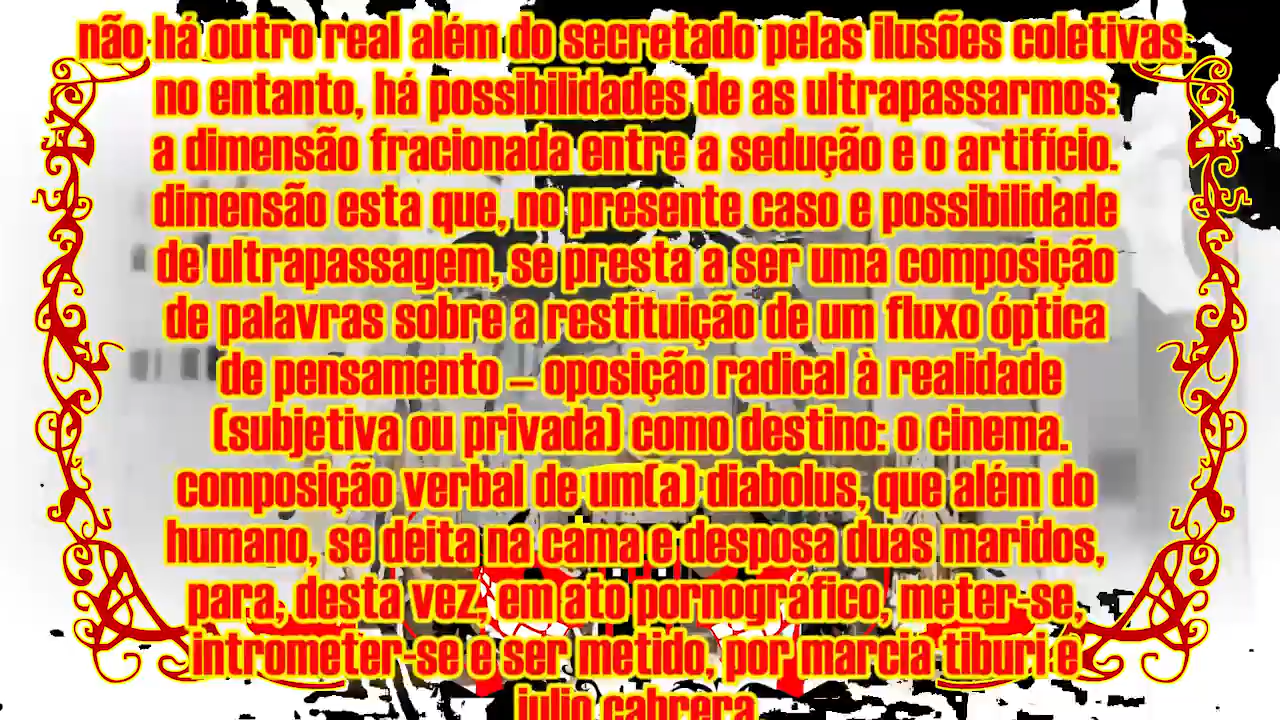 não há outro real além do secretado pelas ilusões coletivas.
no entanto, há possibilidades de as ultrapassarmos:
a dimensão fracionada entre a sedução e o artifício.
dimensão esta que, no presente caso e possibilidade
de ultrapassagem, se presta a ser uma composição
de palavras sobre a restituição de um fluxo óptica
de pensamento – oposição radical à realidade
(subjetiva ou privada) como destino: o cinema.
composição verbal de um(a) diabolus, que além do
humano, se deita na cama e desposa duas maridos,
para, desta vez, em ato pornográfico, meter-se,
intrometer-se e ser metido, por marcia tiburi e
julio cabrera